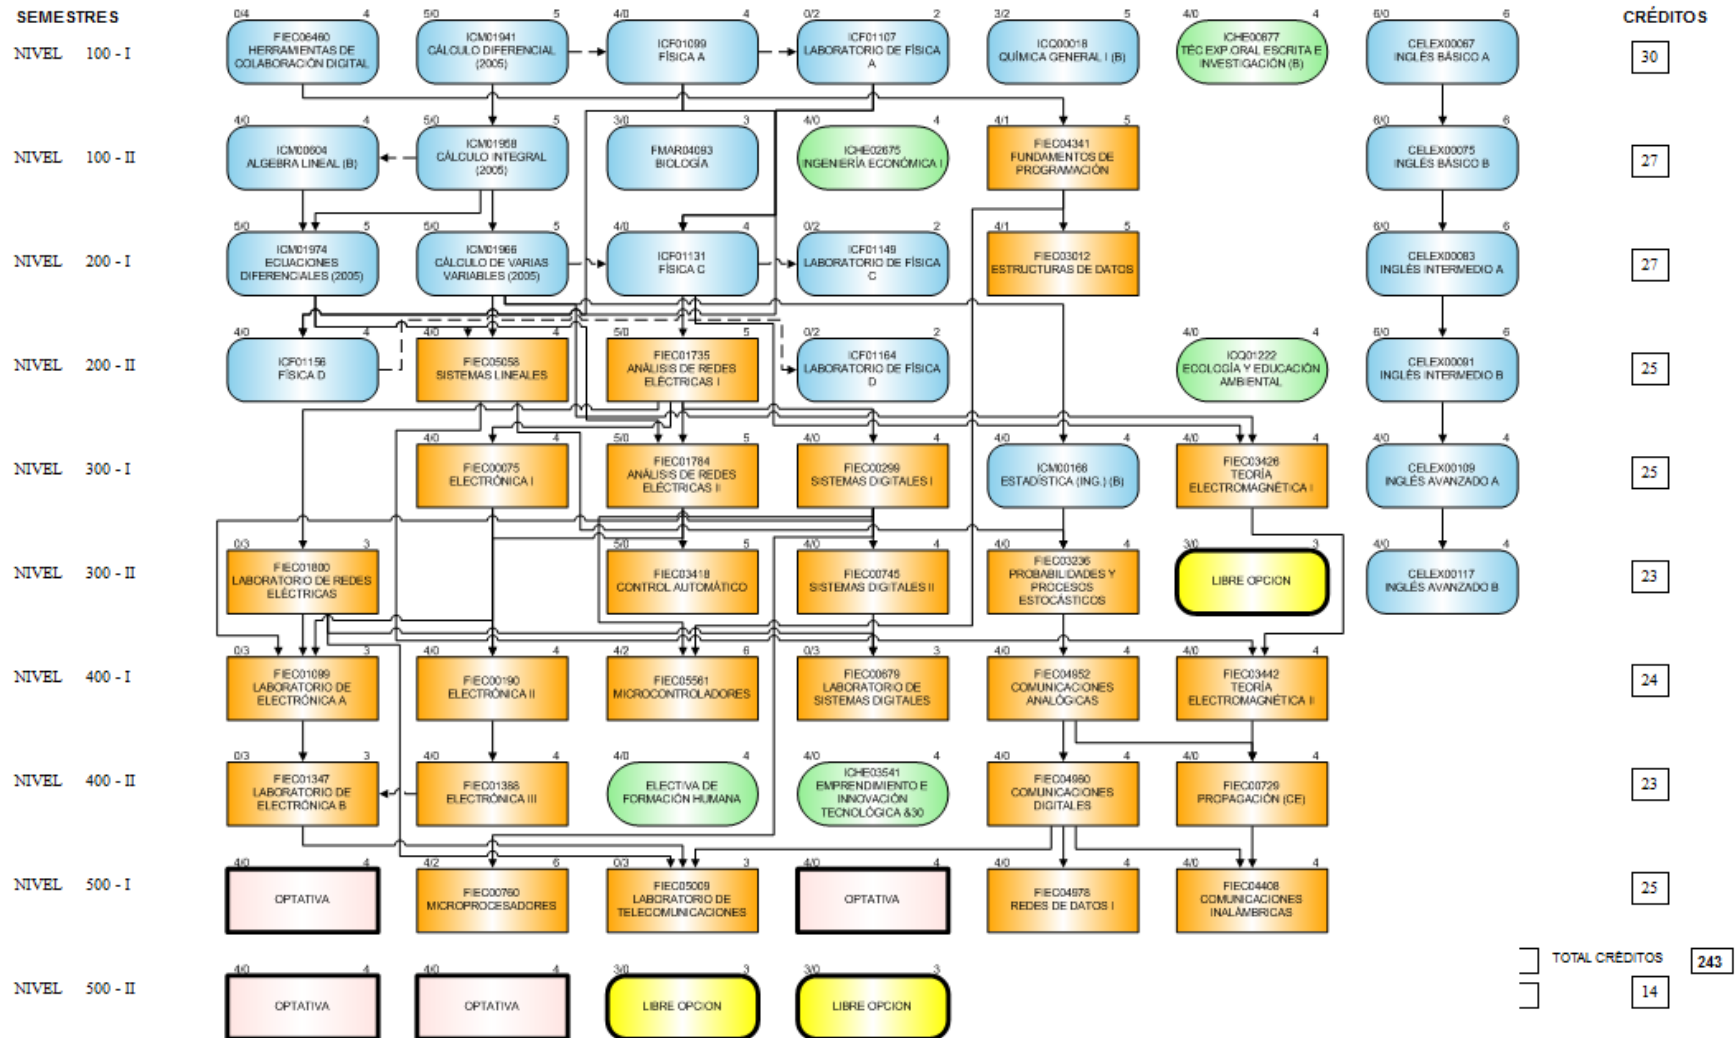 SEMESTRES
CRÉDITOS
NIVEL 100 - I
0/4 4
FIEC06460
HERRAMIENTAS DE
COLABORACIÓN DIGITAL
5/0 5
ICM01941
CÁLCULO DIFERENCIAL
(2005)
4/0 4
ICF01099
FÍSICA A
0/2 2
ICF01107
LABORATORIO DE FÍSICA
A
3/2 5
ICQ00018
QUÍMICA GENERAL I (B)
4/0 4
ICHE00877
TÉC.EXP.ORAL ESCRITA E
INVESTIGACIÓN (B)
6/0 6
CELEX00067
INGLÉS BÁSICO A
30
NIVEL 100 - II
4/0 4
ICM00604
ALGEBRA LINEAL (B)
5/0 5
ICM01958
CÁLCULO INTEGRAL
(2005)
3/0 3
FMAR04093
BIOLOGÍA
4/0 4
ICHE02675
INGENIERÍA ECONÓMICA I
4/1 5
FIEC04341
FUNDAMENTOS DE
PROGRAMACIÓN
6/0 6
CELEX00075
INGLÉS BÁSICO B
27
NIVEL 200 - I
5/0 5
ICM01974
ECUACIONES
DIFERENCIALES (2005)
5/0 5
ICM01966
CÁLCULO DE VARIAS
VARIABLES (2005)
4/0 4
ICF01131
FÍSICA C
0/2 2
ICF01149
LABORATORIO DE FÍSICA
C
4/1 5
FIEC03012
ESTRUCTURAS DE DATOS
6/0 6
CELEX00083
INGLÉS INTERMEDIO A
27
NIVEL 200 - II
4/0 4
ICF01156
FÍSICA D
4/0 4
FIEC05058
SISTEMAS LINEALES
5/0 5
FIEC01735
ANÁLISIS DE REDES
ELÉCTRICAS I
0/2 2
ICF01164
LABORATORIO DE FÍSICA
D
4/0 4
ICQ01222
ECOLOGÍA Y EDUCACIÓN
AMBIENTAL
6/0 6
CELEX00091
INGLÉS INTERMEDIO B
25
NIVEL 300 - I
4/0 4
FIEC00075
ELECTRÓNICA I
5/0 5
FIEC01784
ANÁLISIS DE REDES
ELÉCTRICAS II
4/0 4
FIEC00299
SISTEMAS DIGITALES I
4/0 4
ICM00166
ESTADÍSTICA (ING.) (B)
4/0 4
FIEC03426
TEORÍA
ELECTROMAGNÉTICA I
4/0 4
CELEX00109
INGLÉS AVANZADO A
25
NIVEL 300 - II
0/3 3
FIEC01800
LABORATORIO DE REDES
ELÉCTRICAS
5/0 5
FIEC03418
CONTROL AUTOMÁTICO
4/0 4
FIEC00745
SISTEMAS DIGITALES II
4/0 4
FIEC03236
PROBABILIDADES Y
PROCESOS
ESTOCÁSTICOS
3/0 3
LIBRE OPCION
4/0 4
CELEX00117
INGLÉS AVANZADO B
23
NIVEL 400 - I
0/3 3
FIEC01099
LABORATORIO DE
ELECTRÓNICA A
4/0 4
FIEC00190
ELECTRÓNICA II
4/2 6
FIEC05561
MICROCONTROLADORES
0/3 3
FIEC00679
LABORATORIO DE
SISTEMAS DIGITALES
4/0 4
FIEC04952
COMUNICACIONES
ANALÓGICAS
4/0 4
FIEC03442
TEORÍA
ELECTROMAGNÉTICA II
24
NIVEL 400 - II
0/3 3
FIEC01347
LABORATORIO DE
ELECTRÓNICA B
4/0 4
FIEC01388
ELECTRÓNICA III
4/0 4
ELECTIVA DE
FORMACIÓN HUMANA
4/0 4
ICHE03541
EMPRENDIMIENTO E
INNOVACIÓN
TECNOLÓGICA &30
4/0 4
FIEC04960
COMUNICACIONES
DIGITALES
4/0 4
FIEC00729
PROPAGACIÓN (CE)
23
NIVEL 500 - I
4/0 4
OPTATIVA
4/2 6
FIEC00760
MICROPROCESADORES
0/3 3
FIEC05009
LABORATORIO DE
TELECOMUNICACIONES
4/0 4
OPTATIVA
4/0 4
FIEC04978
REDES DE DATOS I
4/0 4
FIEC04408
COMUNICACIONES
INALÁMBRICAS
25
TOTAL CRÉDITOS 243
NIVEL 500 - II
4/0 4
OPTATIVA
4/0 4
OPTATIVA
3/0 3
LIBRE OPCION
3/0 3
LIBRE OPCION
14